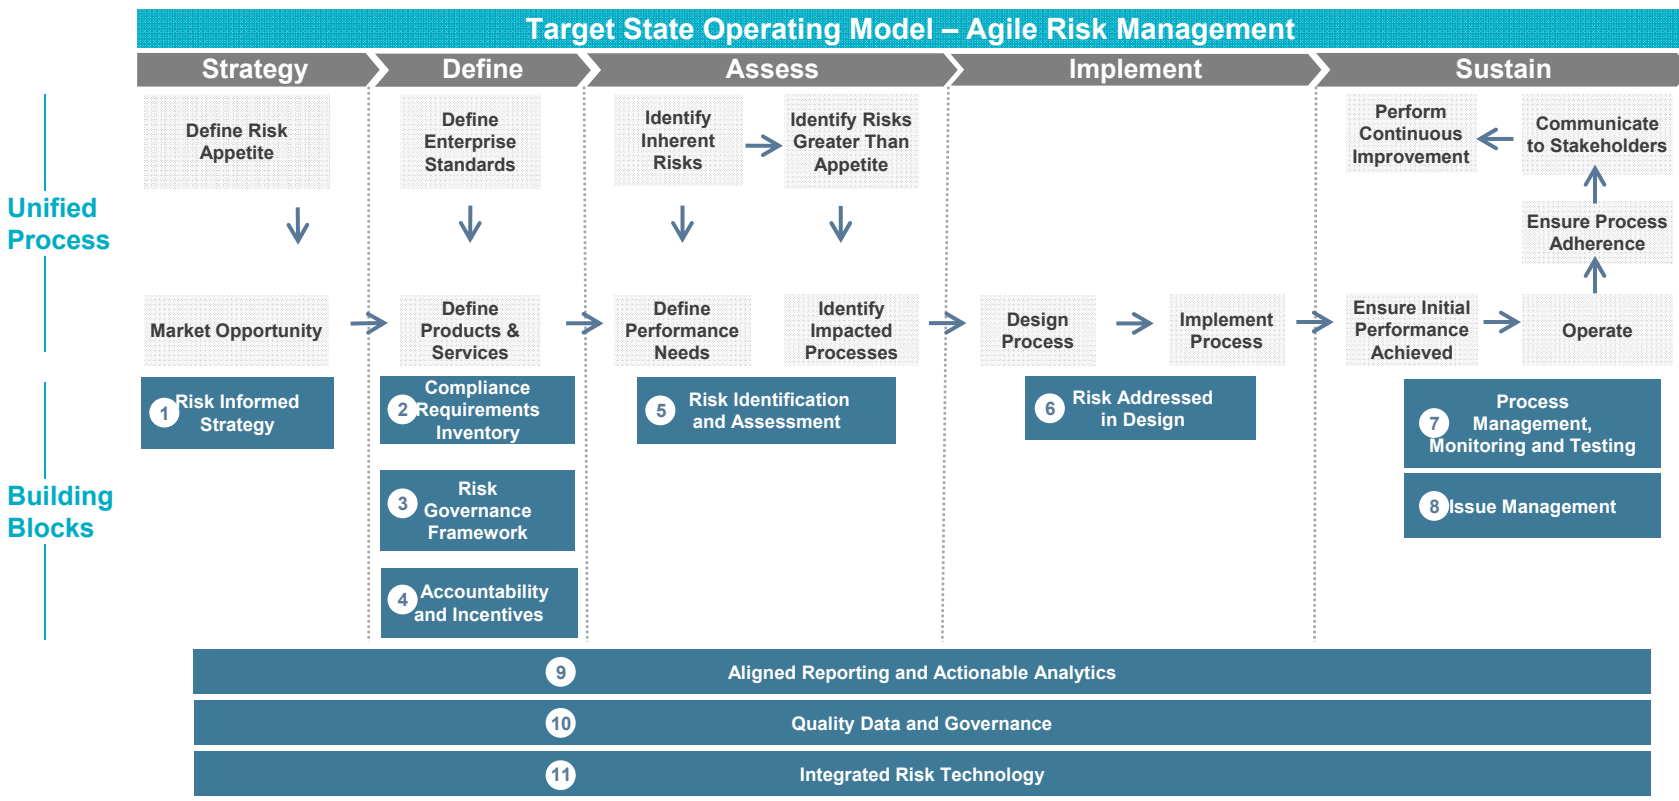 Target State Operating Model – Agile Risk Management
Strategy
Define
Assess
Implement
Sustain
Unified
Process
Define Risk
Appetite
Define
Enterprise
Standards
Identify
Inherent
Risks
Identify Risks
Greater Than
Appetite
Perform
Continuous
Improvement
Communicate
to Stakeholders
Ensure Process
Adherence
Market Opportunity
Define
Products &
Services
Define
Performance
Needs
Identify
Impacted
Processes
Design
Process
Implement
Process
Ensure Initial
Performance
Achieved
Operate
Building
Blocks
1
Risk Informed
Strategy
2
Compliance
Requirements
Inventory
3
Risk
Governance
Framework
4
Accountability
and Incentives
5
Risk Identification
and Assessment
6
Risk Addressed
in Design
7
Process
Management,
Monitoring and Testing
8
Issue Management
9
Aligned Reporting and Actionable Analytics
10
Quality Data and Governance
11
Integrated Risk Technology